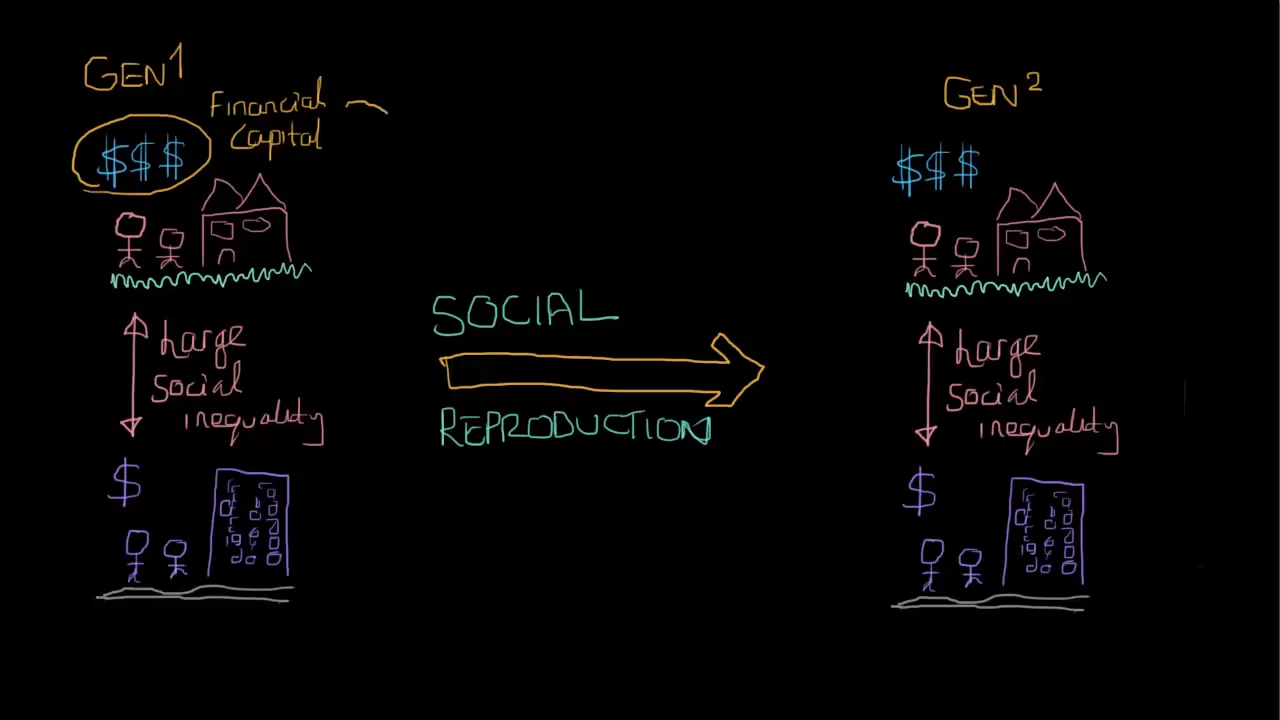 GEN¹
Financial
Capital
$$$
Large
Social
inequality
$
SOCIAL
REPRODUCTION
GEN²
$$$
Large
Social
inequality
$